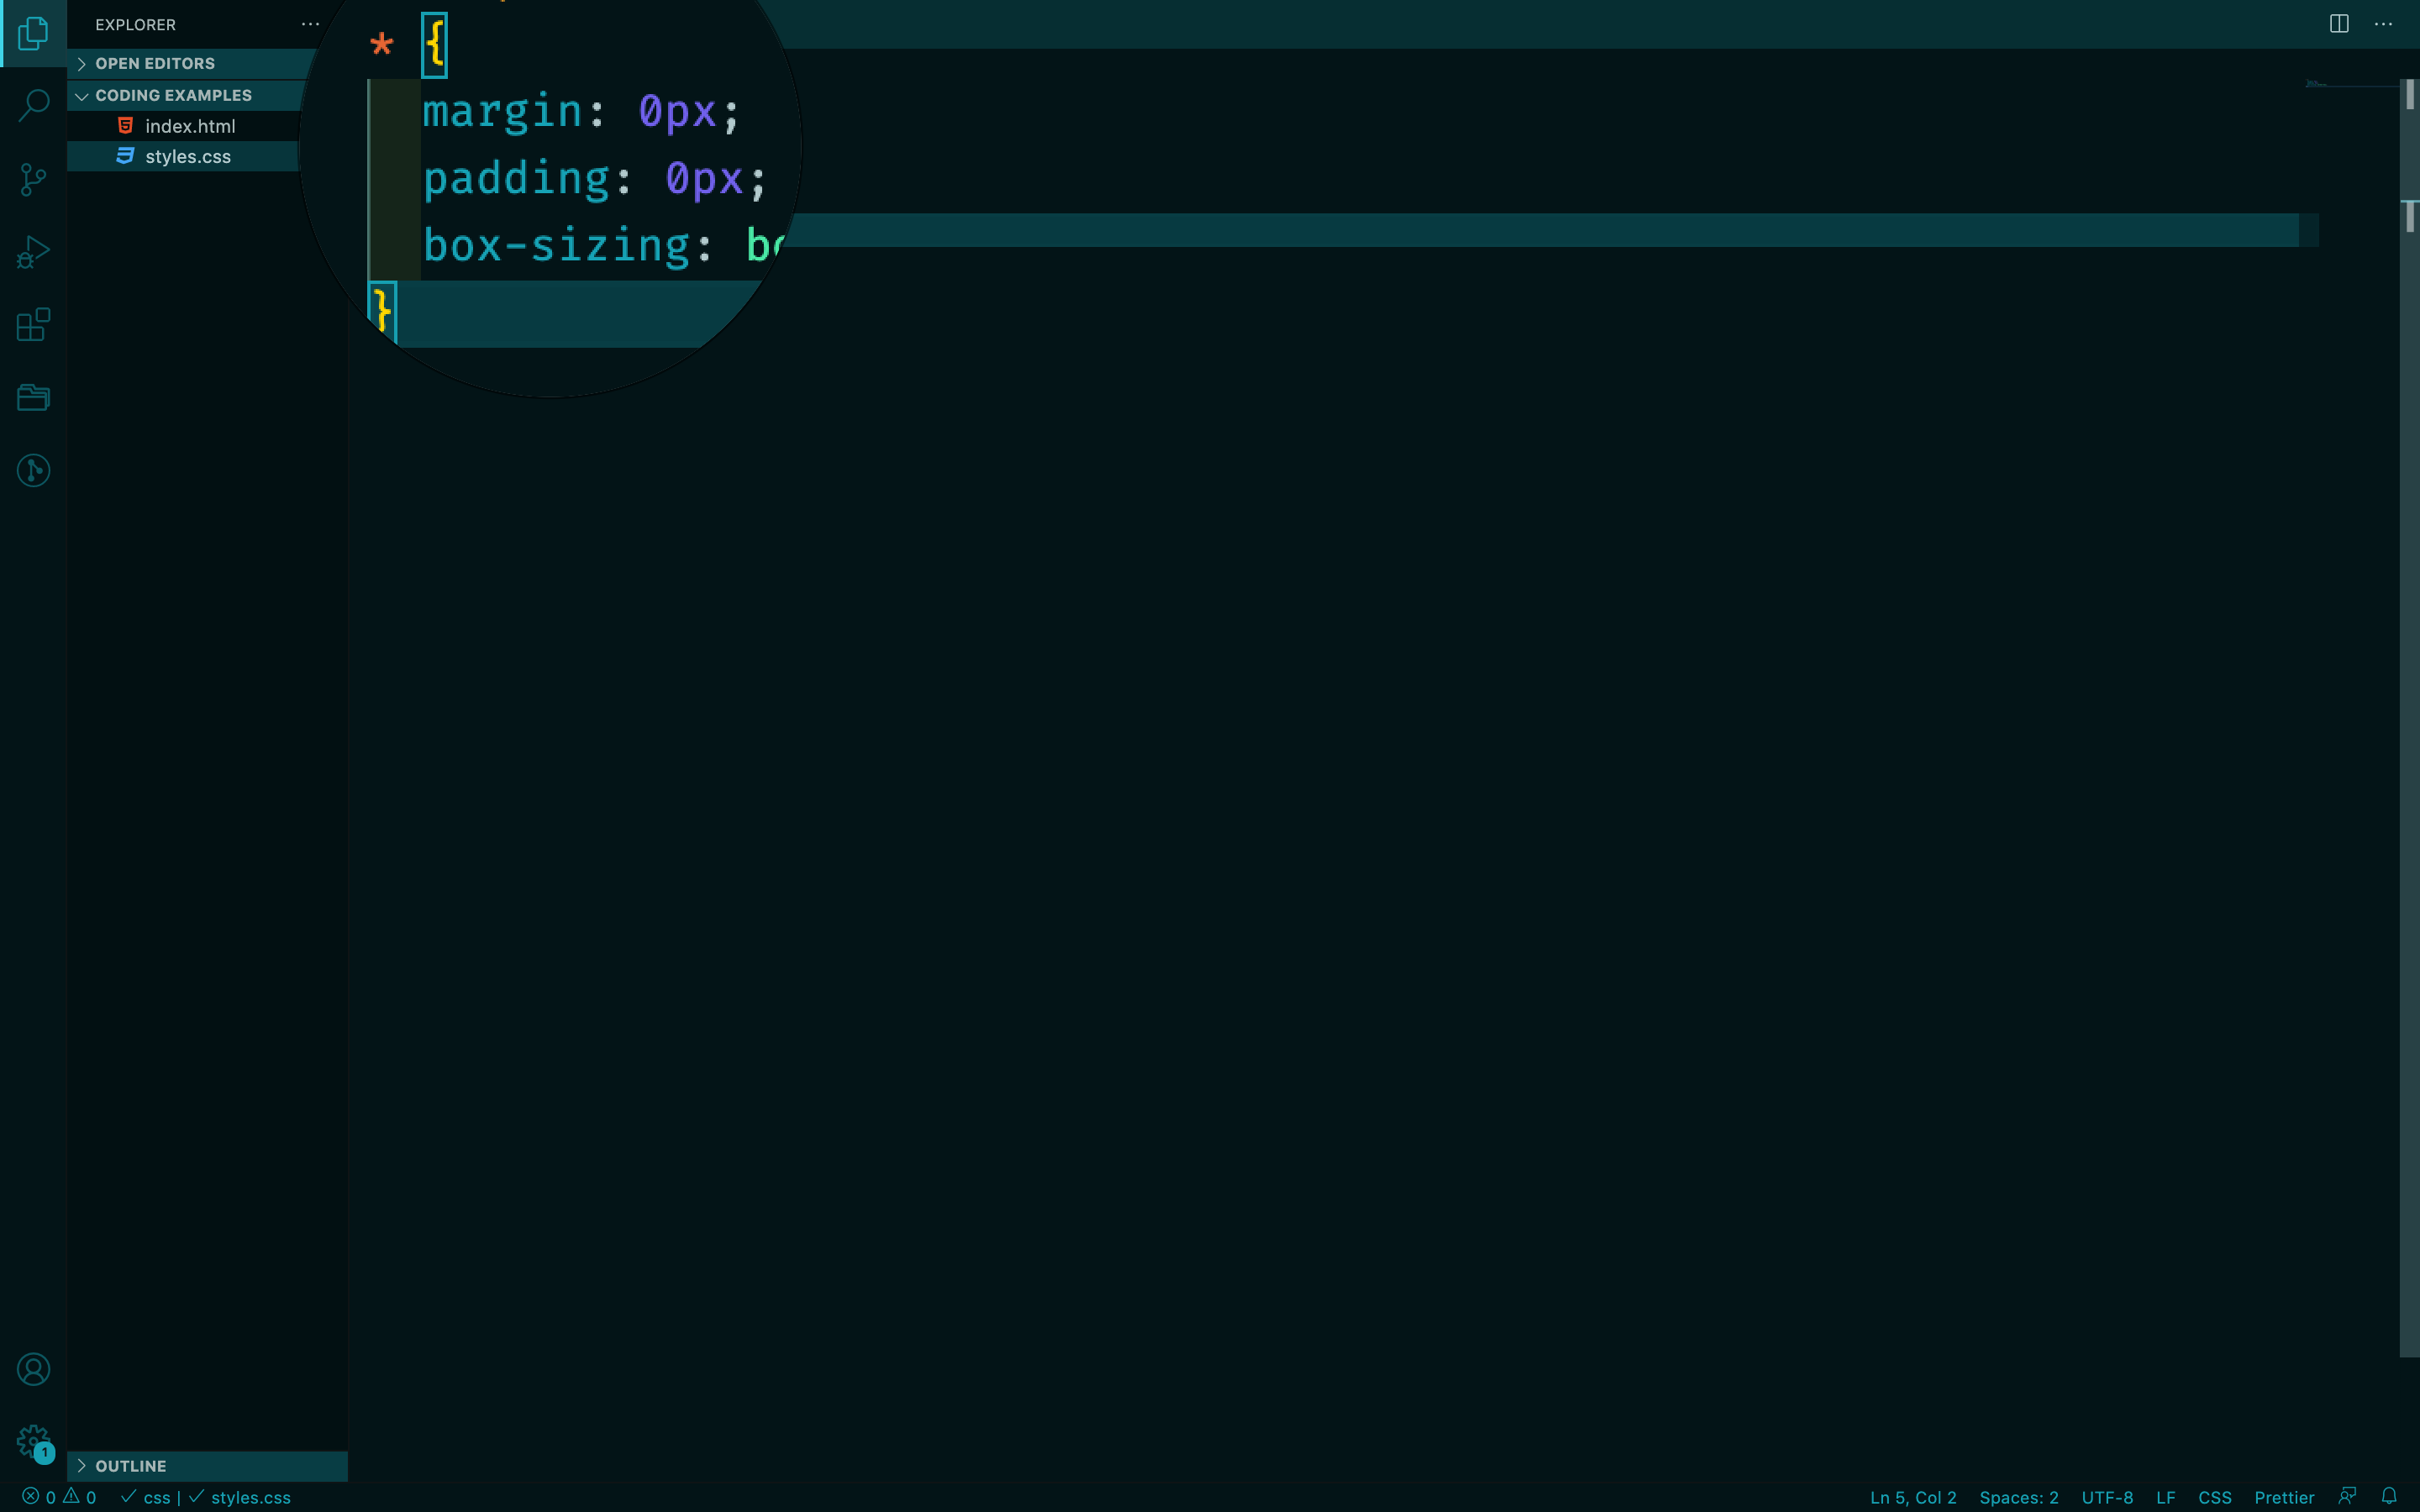 EXPLORER
OPEN EDITORS
CODING EXAMPLES
index.html
styles.css
* {
margin: 0px;
padding: 0px;
box-sizing:
}
OUTLINE
1
0 0 css | styles.css
Ln 5, Col 2 Spaces: 2 UTF-8 LF CSS Prettier